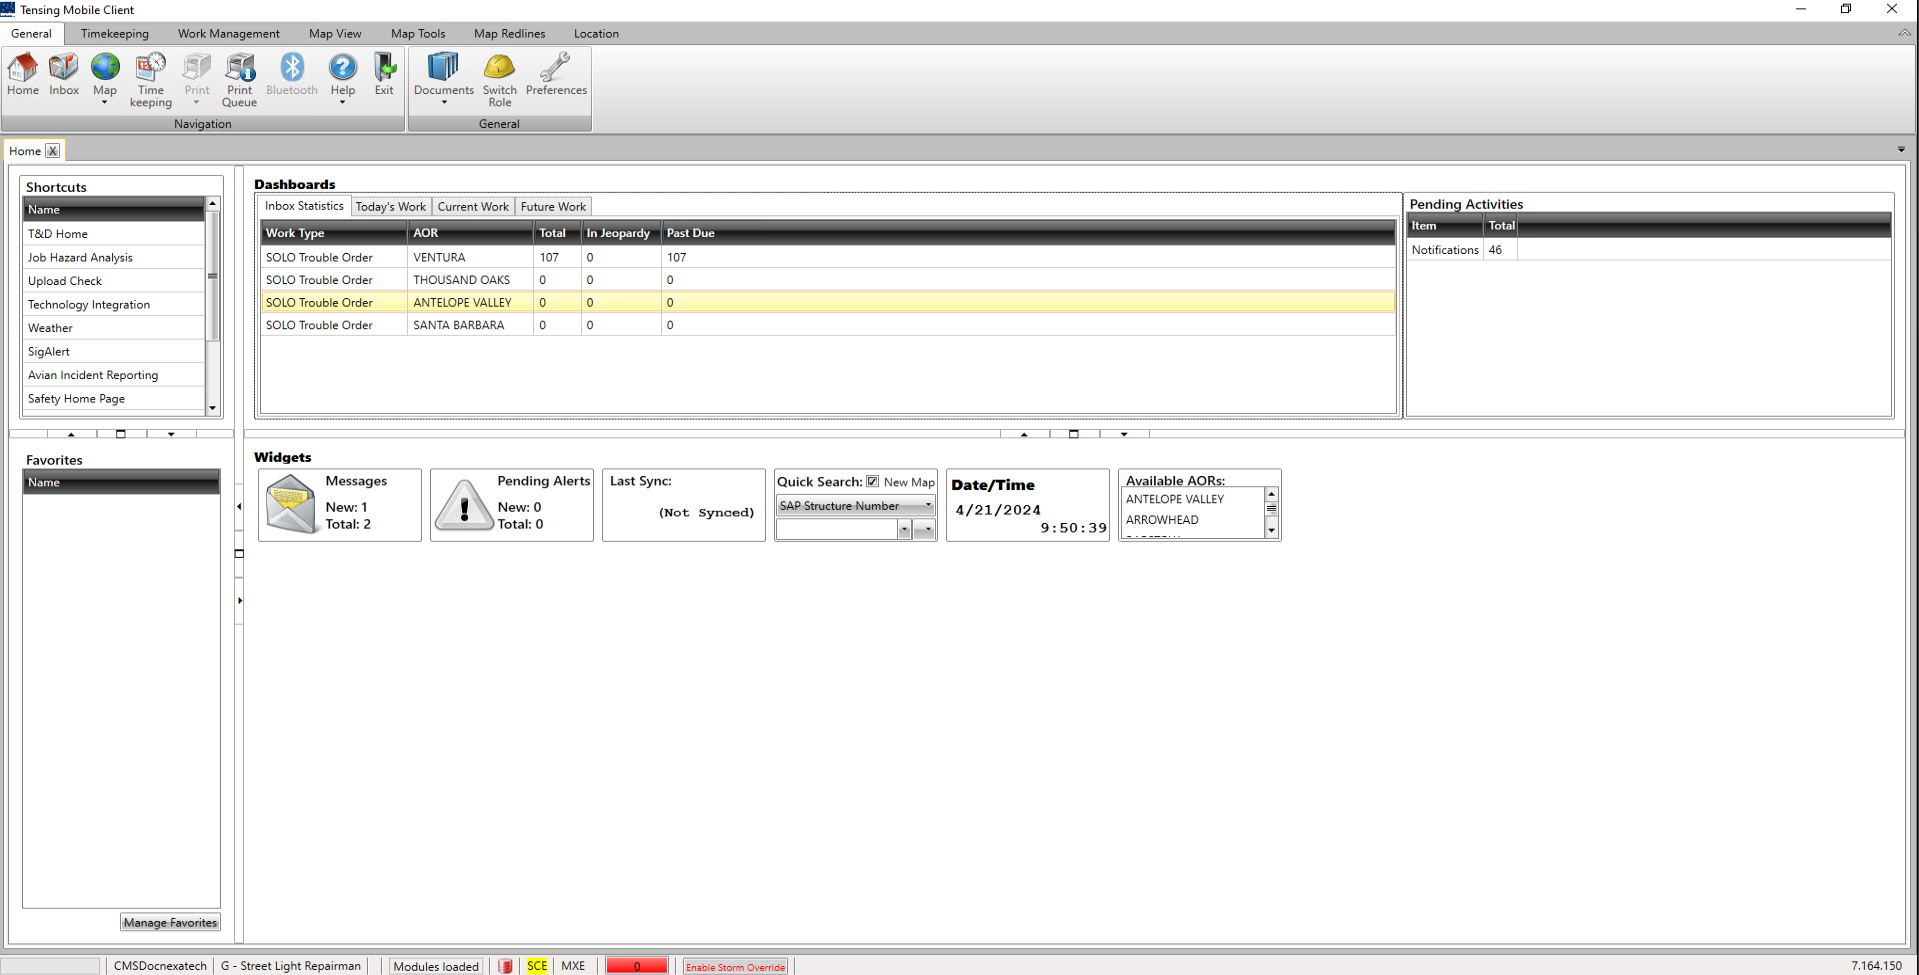 Tensing Mobile Client
General Timekeeping Work Management Map View Map Tools Map Redlines Location
Home Inbox Map Time keeping Print Print Queue Bluetooth Help Exit Documents Switch Role Preferences
Navigation General
Home X
Shortcuts
Name
T&D Home
Job Hazard Analysis
Upload Check
Technology Integration
Weather
SigAlert
Avian Incident Reporting
Safety Home Page
Favorites
Name
Manage Favorites
Dashboards
Inbox Statistics Today's Work Current Work Future Work
Work Type AOR Total In Jeopardy Past Due
SOLO Trouble Order VENTURA 107 0 107
SOLO Trouble Order THOUSAND OAKS 0 0 0
SOLO Trouble Order ANTELOPE VALLEY 0 0 0
SOLO Trouble Order SANTA BARBARA 0 0 0
Pending Activities
Item Total
Notifications 46
Widgets
Messages
New: 1
Total: 2
Pending Alerts
New: 0
Total: 0
Last Sync:
(Not Synced)
Quick Search: New Map
SAP Structure Number
Date/Time
4/21/2024
9:50:39
Available AORs:
ANTELOPE VALLEY
ARROWHEAD
CMSDocnexatech G - Street Light Repairman Modules loaded SCE MXE 0 Enable Storm Override 7.164.150